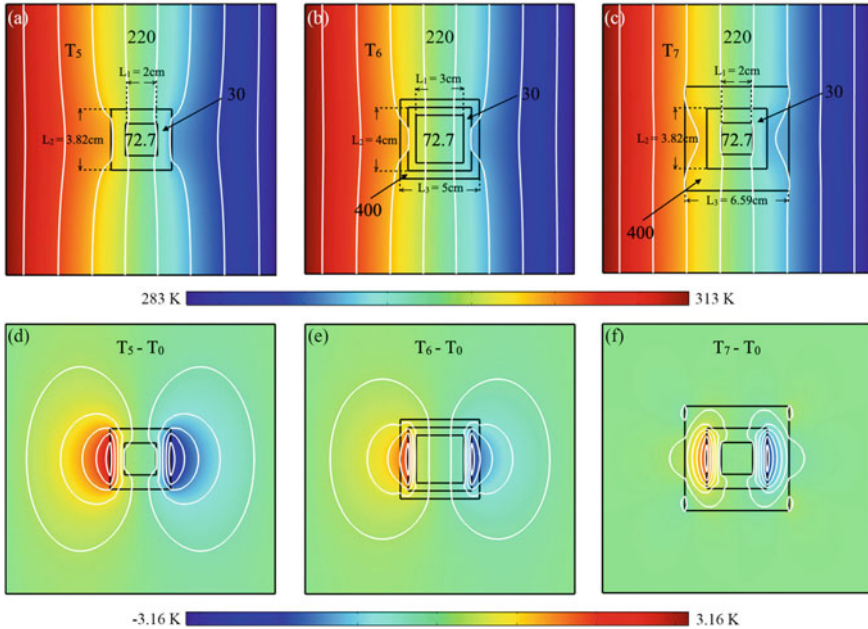 (a)
220
T5
L1 = 2cm
30
L2 = 3.82cm
72.7
(b)
220
T6
L1 = 3cm
30
L2 = 4cm
72.7
L3 = 5cm
400
(c)
220
T7
L1 = 2cm
30
L2 = 3.82cm
72.7
L3 = 6.59cm
400
283 K
313 K
(d)
T5 - T0
(e)
T6 - T0
(f)
T7 - T0
-3.16 K
3.16 K